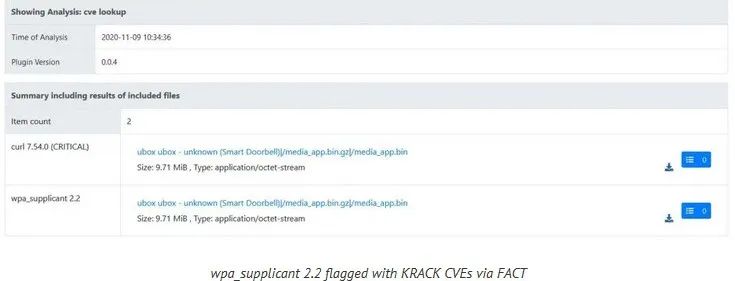 Showing Analysis: cve lookup
Time of Analysis 2020-11-09 10:34:36
Plugin Version 0.0.4
Summary including results of included files
Item count 2
curl 7.54.0 (CRITICAL) ubox ubox - unknown (Smart Doorbell)|/media_app.bin.gz|/media_app.bin
Size: 9.71 MiB , Type: application/octet-stream
0
wpa_supplicant 2.2 ubox ubox - unknown (Smart Doorbell)|/media_app.bin.gz|/media_app.bin
Size: 9.71 MiB , Type: application/octet-stream
0
wpa_supplicant 2.2 flagged with KRACK CVEs via FACT